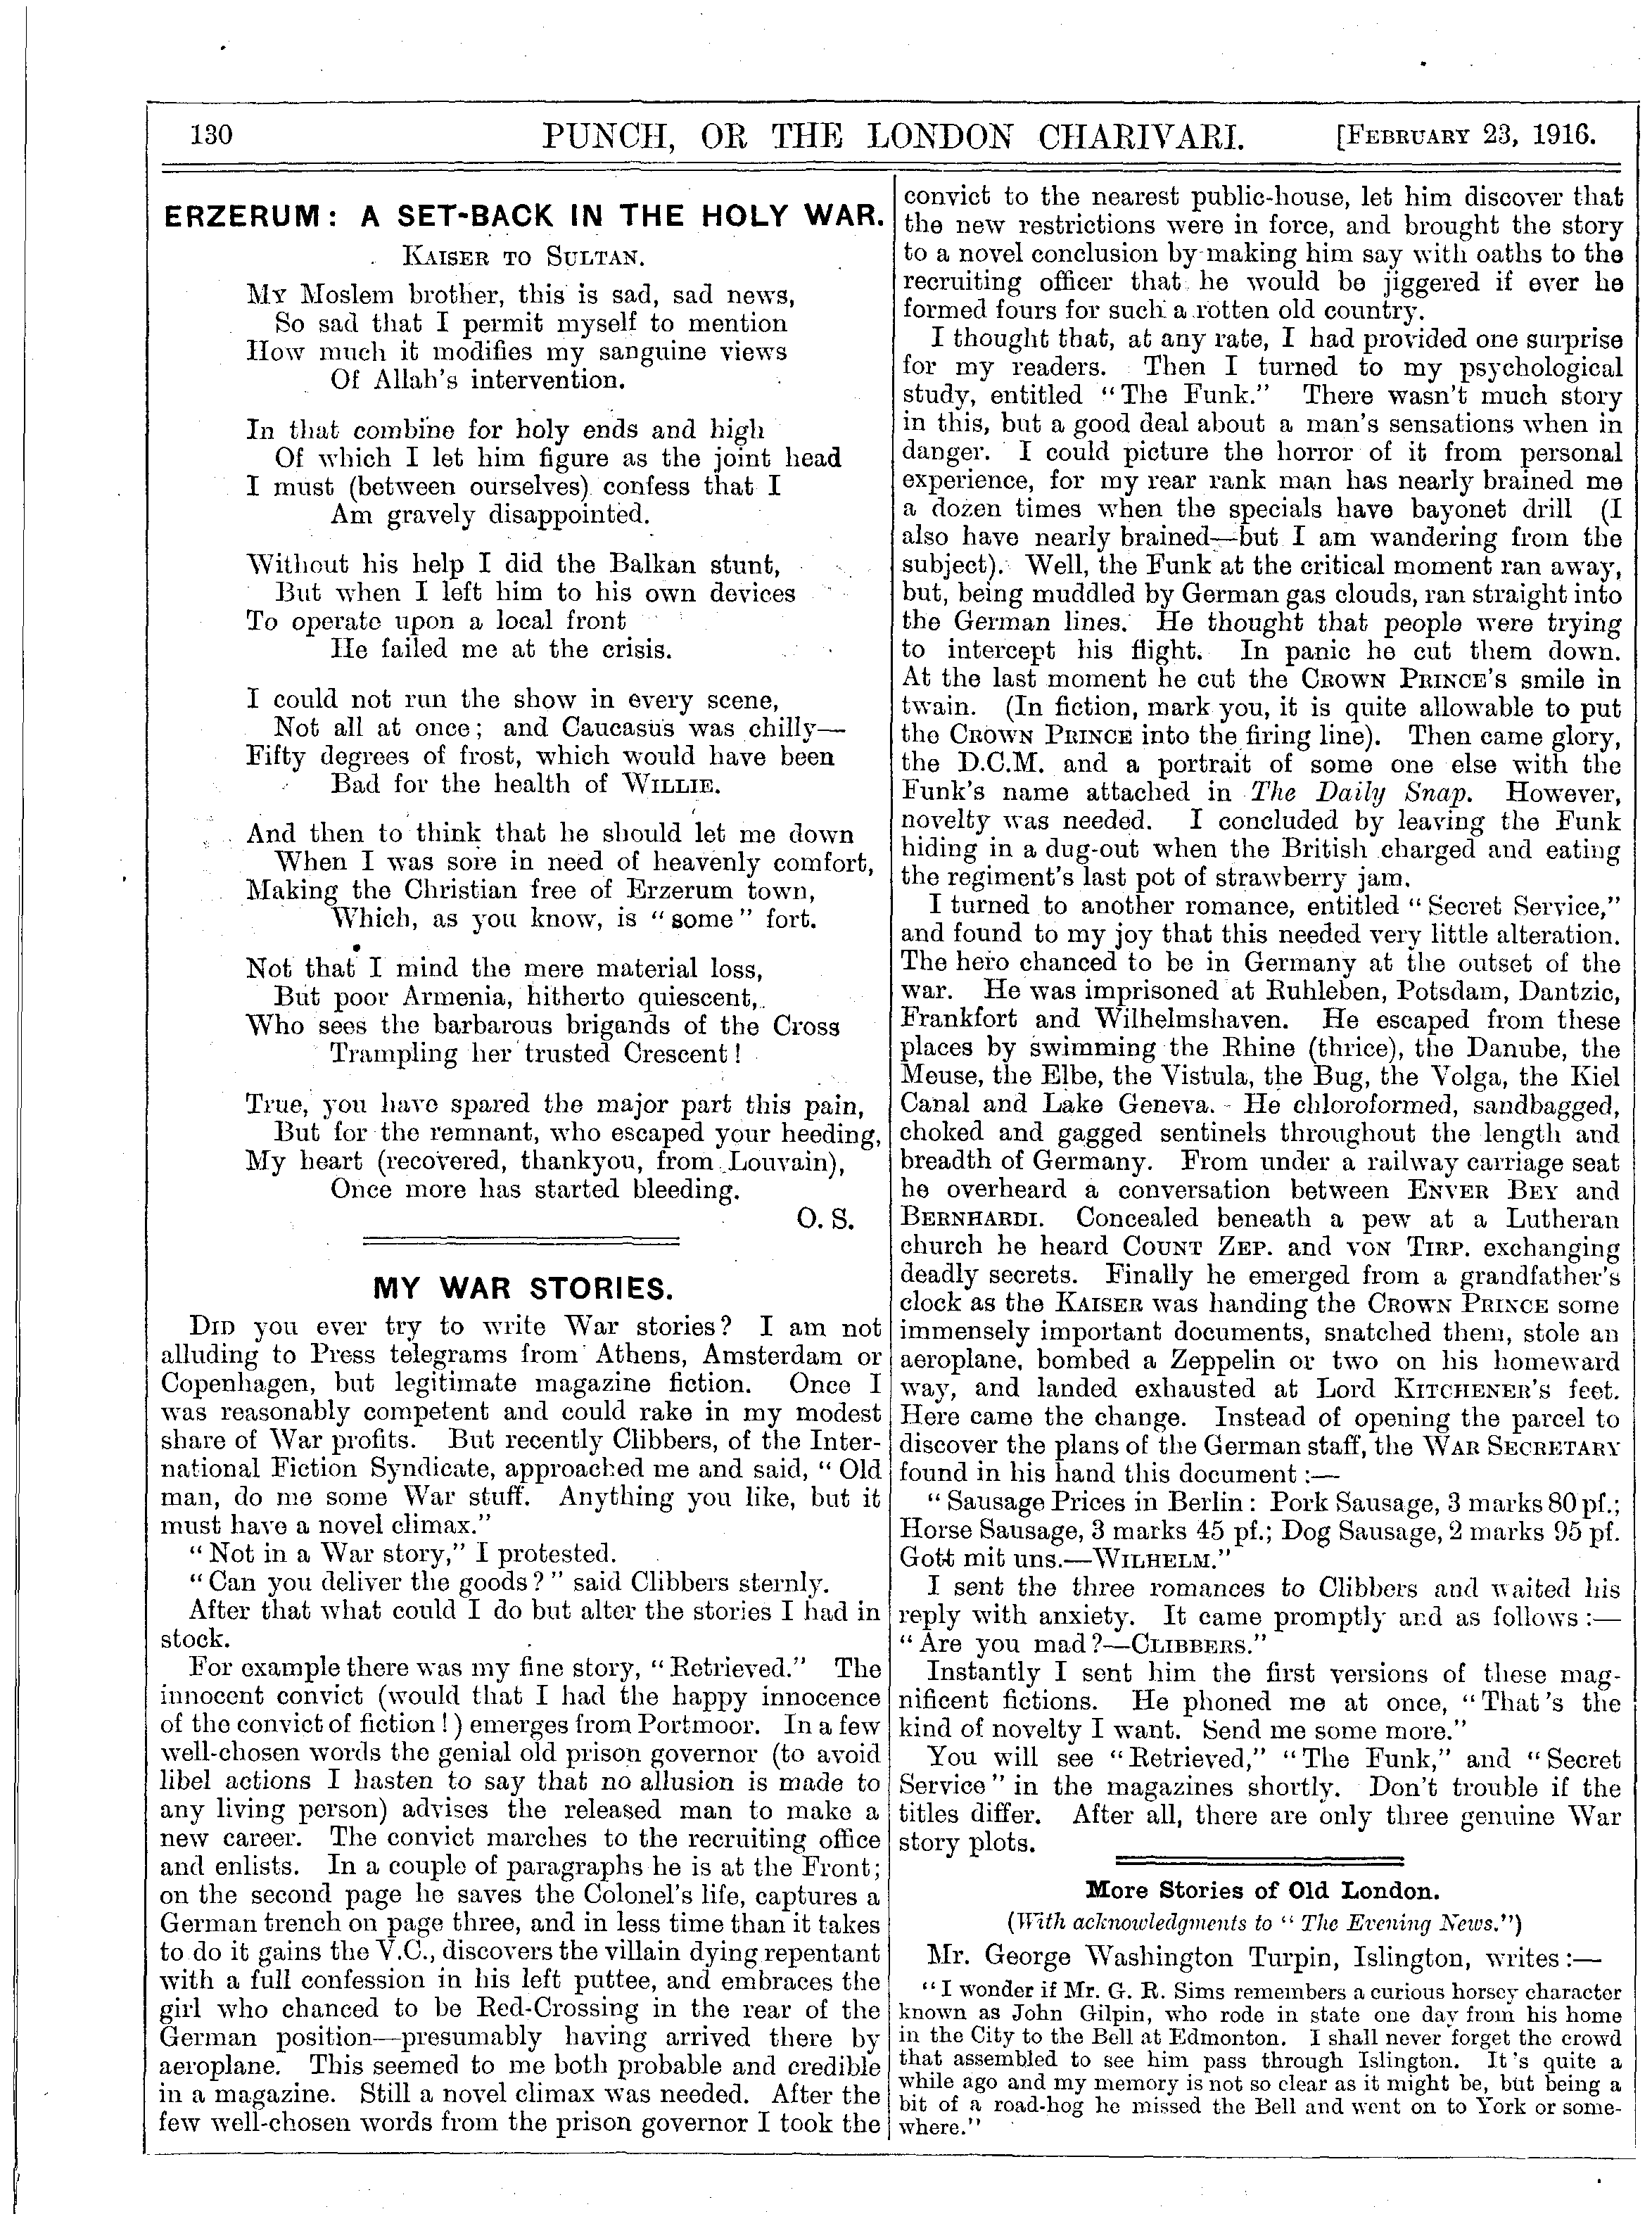 130
PUNCH, OR THE LONDON CHARIVARI.
[FEBRUARY 23, 1916.
ERZERUM: A SET-BACK IN THE HOLY WAR.
KAISER TO SULTAN.
MY Moslem brother, this is sad, sad news,
So sad that I permit myself to mention
How much it modifies my sanguine views
Of Allah's intervention.
In that combine for holy ends and high
Of which I let him figure as the joint head
I must (between ourselves) confess that I
Am gravely disappointed.
Without his help I did the Balkan stunt,
But when I left him to his own devices
To operate upon a local front
He failed me at the crisis.
I could not run the show in every scene,
Not all at once; and Caucasus was chilly—
Fifty degrees of frost, which would have been
Bad for the health of WILLIE.
And then to think that he should let me down
When I was sore in need of heavenly comfort,
Making the Christian free of Erzerum town,
Which, as you know, is "some" fort.
Not that I mind the mere material loss,
But poor Armenia, hitherto quiescent,
Who sees the barbarous brigands of the Cross
Trampling her trusted Crescent!
True, you have spared the major part this pain,
But for the remnant, who escaped your heeding,
My heart (recovered, thankyou, from Louvain),
Once more has started bleeding.
O. S.
MY WAR STORIES.
DID you ever try to write War stories? I am not
alluding to Press telegrams from Athens, Amsterdam or
Copenhagen, but legitimate magazine fiction. Once I
was reasonably competent and could rake in my modest
share of War profits. But recently Clibbers, of the Inter-
national Fiction Syndicate, approached me and said, "Old
man, do me some War stuff. Anything you like, but it
must have a novel climax."
"Not in a War story," I protested.
"Can you deliver the goods?" said Clibbers sternly.
After that what could I do but alter the stories I had in
stock.
For example there was my fine story, "Retrieved." The
innocent convict (would that I had the happy innocence
of the convict of fiction!) emerges from Portmoor. In a few
well-chosen words the genial old prison governor (to avoid
libel actions I hasten to say that no allusion is made to
any living person) advises the released man to make a
new career. The convict marches to the recruiting office
and enlists. In a couple of paragraphs he is at the Front;
on the second page he saves the Colonel's life, captures a
German trench on page three, and in less time than it takes
to do it gains the V.C., discovers the villain dying repentant
with a full confession in his left puttee, and embraces the
girl who chanced to be Red-Crossing in the rear of the
German position—presumably having arrived there by
aeroplane. This seemed to me both probable and credible
in a magazine. Still a novel climax was needed. After the
few well-chosen words from the prison governor I took the
convict to the nearest public-house, let him discover that
the new restrictions were in force, and brought the story
to a novel conclusion by making him say with oaths to the
recruiting officer that he would be jiggered if ever he
formed fours for such a rotten old country.
I thought that, at any rate, I had provided one surprise
for my readers. Then I turned to my psychological
study, entitled "The Funk." There wasn't much story
in this, but a good deal about a man's sensations when in
danger. I could picture the horror of it from personal
experience, for my rear rank man has nearly brained me
a dozen times when the specials have bayonet drill (I
also have nearly brained—but I am wandering from the
subject). Well, the Funk at the critical moment ran away,
but, being muddled by German gas clouds, ran straight into
the German lines. He thought that people were trying
to intercept his flight. In panic he cut them down.
At the last moment he cut the CROWN PRINCE'S smile in
twain. (In fiction, mark you, it is quite allowable to put
the CROWN PRINCE into the firing line). Then came glory,
the D.C.M. and a portrait of some one else with the
Funk's name attached in The Daily Snap. However,
novelty was needed. I concluded by leaving the Funk
hiding in a dug-out when the British charged and eating
the regiment's last pot of strawberry jam.
I turned to another romance, entitled "Secret Service,"
and found to my joy that this needed very little alteration.
The hero chanced to be in Germany at the outset of the
war. He was imprisoned at Ruhleben, Potsdam, Dantzic,
Frankfort and Wilhelmshaven. He escaped from these
places by swimming the Rhine (thrice), the Danube, the
Meuse, the Elbe, the Vistula, the Bug, the Volga, the Kiel
Canal and Lake Geneva. He chloroformed, sandbagged,
choked and gagged sentinels throughout the length and
breadth of Germany. From under a railway carriage seat
he overheard a conversation between ENVER BEY and
BERNHARDI. Concealed beneath a pew at a Lutheran
church he heard COUNT ZEP. and VON TIRP. exchanging
deadly secrets. Finally he emerged from a grandfather's
clock as the KAISER was handing the CROWN PRINCE some
immensely important documents, snatched them, stole an
aeroplane, bombed a Zeppelin or two on his homeward
way, and landed exhausted at Lord KITCHENER'S feet.
Here came the change. Instead of opening the parcel to
discover the plans of the German staff, the WAR SECRETARY
found in his hand this document:—
"Sausage Prices in Berlin: Pork Sausage, 3 marks 80 pf.;
Horse Sausage, 3 marks 45 pf.; Dog Sausage, 2 marks 95 pf.
Gott mit uns.—WILHELM."
I sent the three romances to Clibbers and waited his
reply with anxiety. It came promptly and as follows:—
"Are you mad?—CLIBBERS."
Instantly I sent him the first versions of these mag-
nificent fictions. He phoned me at once, "That's the
kind of novelty I want. Send me some more."
You will see "Retrieved," "The Funk," and "Secret
Service" in the magazines shortly. Don't trouble if the
titles differ. After all, there are only three genuine War
story plots.
More Stories of Old London.
(With acknowledgments to "The Evening News.")
Mr. George Washington Turpin, Islington, writes:—
"I wonder if Mr. G. R. Sims remembers a curious horsey character
known as John Gilpin, who rode in state one day from his home
in the City to the Bell at Edmonton. I shall never forget the crowd
that assembled to see him pass through Islington. It's quite a
while ago and my memory is not so clear as it might be, but being a
bit of a road-hog he missed the Bell and went on to York or some-
where."